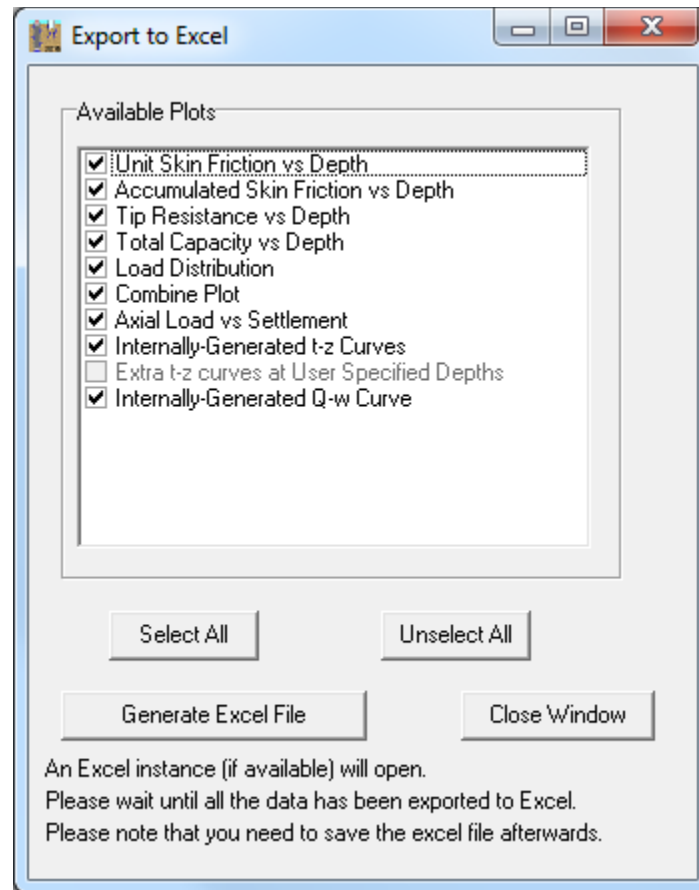 Export to Excel
Available Plots
Unit Skin Friction vs Depth
Accumulated Skin Friction vs Depth
Tip Resistance vs Depth
Total Capacity vs Depth
Load Distribution
Combine Plot
Axial Load vs Settlement
Internally-Generated t-z Curves
Extra t-z curves at User Specified Depths
Internally-Generated Q-w Curve
Select All
Unselect All
Generate Excel File
Close Window
An Excel instance (if available) will open.
Please wait until all the data has been exported to Excel.
Please note that you need to save the excel file afterwards.